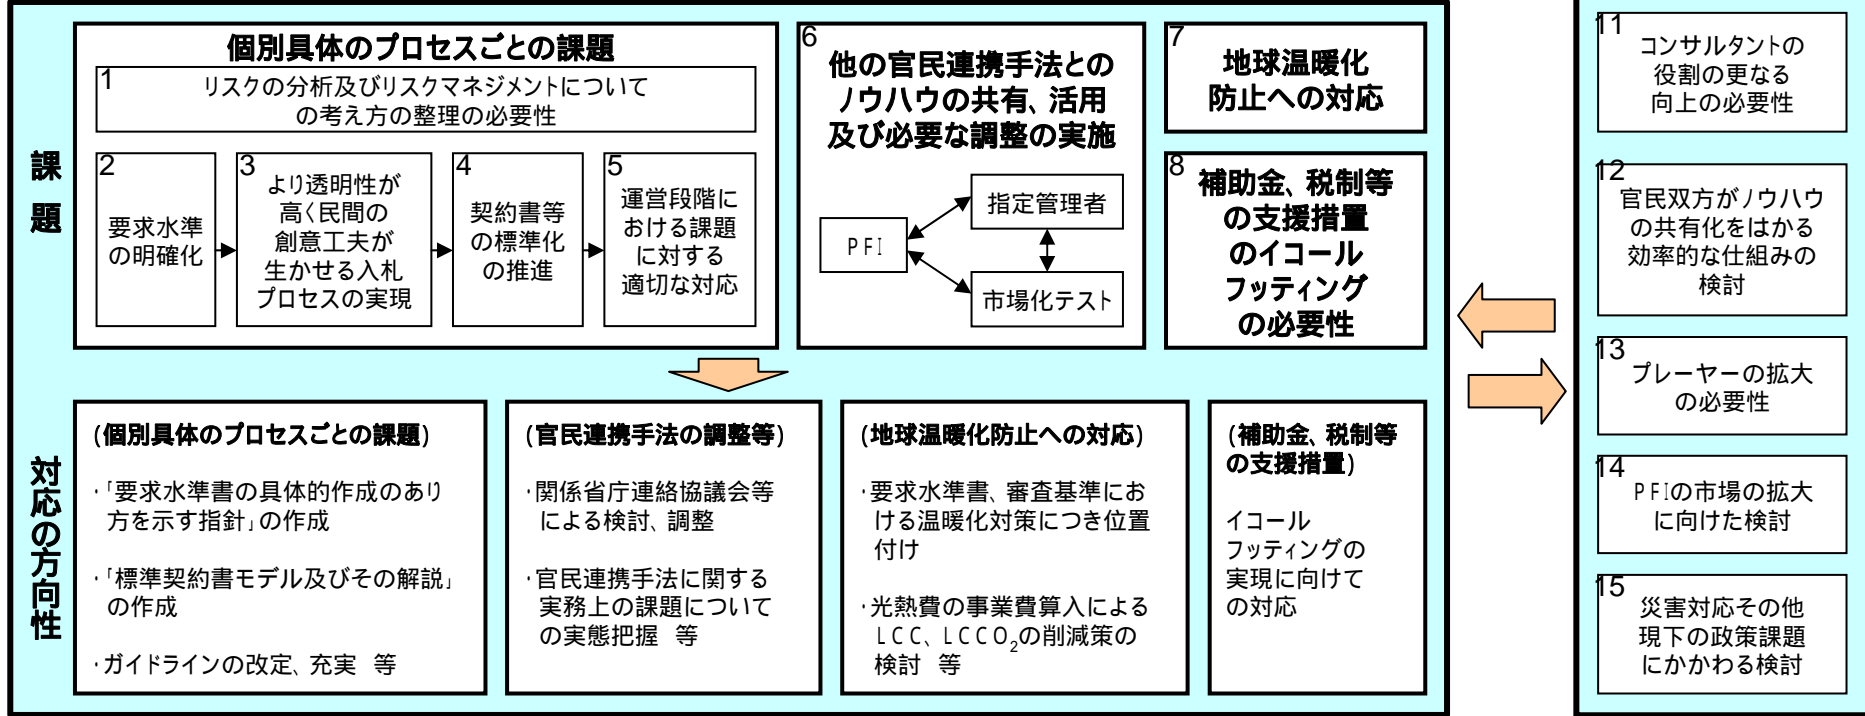 課題
個別具体のプロセスごとの課題
1
リスクの分析及びリスクマネジメントについて
の考え方の整理の必要性
2
要求水準
の明確化
3
より透明性が
高く民間の
創意工夫が
生かせる入札
プロセスの実現
4
契約書等
の標準化
の推進
5
運営段階に
おける課題
に対する
適切な対応
6
他の官民連携手法との
ノウハウの共有、活用
及び必要な調整の実施
PFI
指定管理者
市場化テスト
7
地球温暖化
防止への対応
8
補助金、税制等
の支援措置
のイコール
フッティング
の必要性
対応の方向性
(個別具体のプロセスごとの課題)
・「要求水準書の具体的作成のあり
方を示す指針」の作成
・「標準契約書モデル及びその解説」
の作成
・ガイドラインの改定、充実 等
(官民連携手法の調整等)
・関係省庁連絡協議会等
による検討、調整
・官民連携手法に関する
実務上の課題について
の実態把握 等
(地球温暖化防止への対応)
・要求水準書、審査基準にお
ける温暖化対策につき位置
付け
・光熱費の事業費算入による
LCC、LCCO₂の削減策の
検討 等
(補助金、税制等
の支援措置)
イコール
フッティングの
実現に向けて
の対応
11
コンサルタントの
役割の更なる
向上の必要性
12
官民双方がノウハウ
の共有化をはかる
効率的な仕組みの
検討
13
プレーヤーの拡大
の必要性
14
PFIの市場の拡大
に向けた検討
15
災害対応その他
現下の政策課題
にかかわる検討